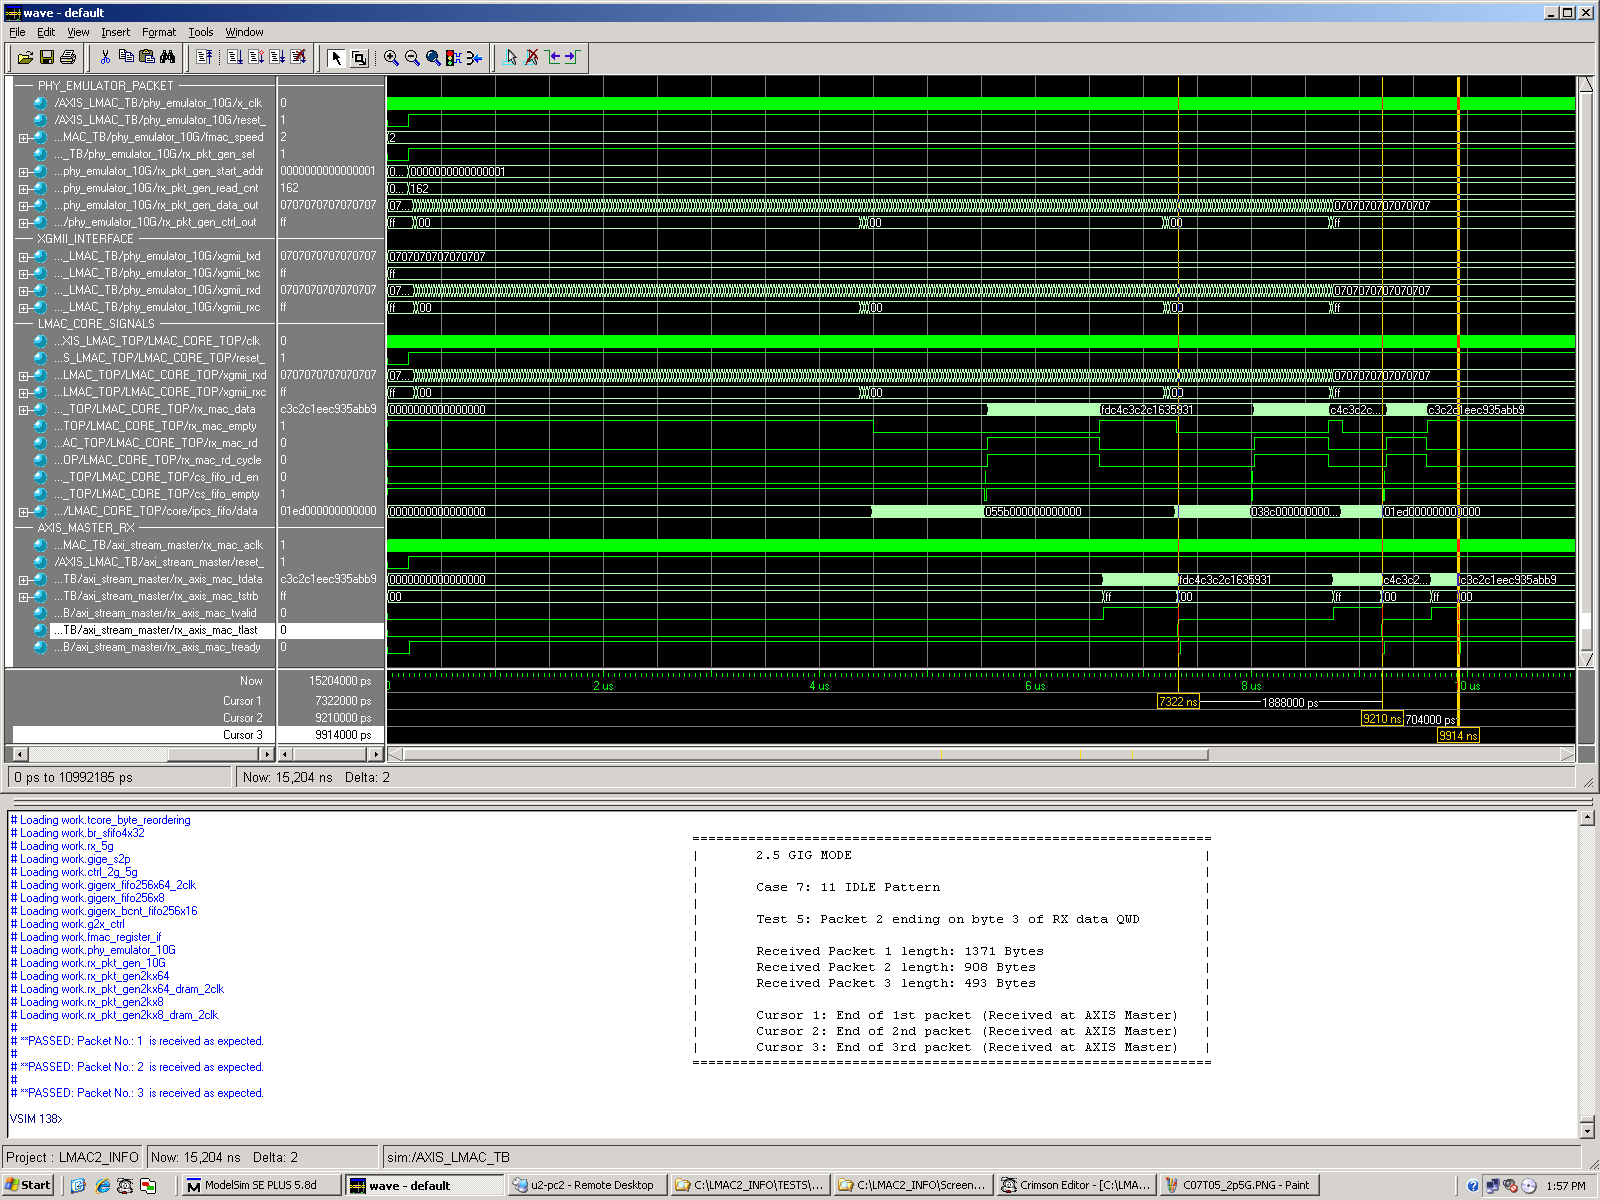 wave - default
File Edit View Insert Format Tools Window
PHY_EMULATOR_PACKET
/AXIS_LMAC_TB/phy_emulator_10G/x_clk 0
/AXIS_LMAC_TB/phy_emulator_10G/reset_ 1
...MAC_TB/phy_emulator_10G/fmac_speed 2 2
..._TB/phy_emulator_10G/rx_pkt_gen_sel 1
...phy_emulator_10G/rx_pkt_gen_start_addr 0000000000000001 0... 0000000000000001
...phy_emulator_10G/rx_pkt_gen_read_cnt 162 0... 162
...phy_emulator_10G/rx_pkt_gen_data_out 0707070707070707 07... 0707070707070707
.../phy_emulator_10G/rx_pkt_gen_ctrl_out ff ff 00 00 00 ff
XGMII_INTERFACE
..._LMAC_TB/phy_emulator_10G/xgmii_txd 0707070707070707 0707070707070707
..._LMAC_TB/phy_emulator_10G/xgmii_txc ff ff
..._LMAC_TB/phy_emulator_10G/xgmii_rxd 0707070707070707 07... 0707070707070707
..._LMAC_TB/phy_emulator_10G/xgmii_rxc ff ff 00 00 00 ff
LMAC_CORE_SIGNALS
...XIS_LMAC_TOP/LMAC_CORE_TOP/clk 0
...S_LMAC_TOP/LMAC_CORE_TOP/reset_ 1
...LMAC_TOP/LMAC_CORE_TOP/xgmii_rxd 0707070707070707 07... 0707070707070707
...LMAC_TOP/LMAC_CORE_TOP/xgmii_rxc ff ff 00 00 00 ff
..._TOP/LMAC_CORE_TOP/rx_mac_data c3c2c1eec935abb9 0000000000000000 fdc4c3c2c1635931 c4c3c2c... c3c2c1eec935abb9
...TOP/LMAC_CORE_TOP/rx_mac_empty 1
...AC_TOP/LMAC_CORE_TOP/rx_mac_rd 0
...OP/LMAC_CORE_TOP/rx_mac_rd_cycle 0
..._TOP/LMAC_CORE_TOP/cs_fifo_rd_en 0
..._TOP/LMAC_CORE_TOP/cs_fifo_empty 1
.../LMAC_CORE_TOP/core/ipcs_fifo/data 01ed000000000000 0000000000000000 055b000000000000 038c000000000... 01ed000000000000
AXIS_MASTER_RX
...MAC_TB/axi_stream_master/rx_mac_aclk 1
/AXIS_LMAC_TB/axi_stream_master/reset_ 1
...TB/axi_stream_master/rx_axis_mac_tdata c3c2c1eec935abb9 0000000000000000 fdc4c3c2c1635931 c4c3c2... c3c2c1eec935abb9
...TB/axi_stream_master/rx_axis_mac_tstrb ff 00 ff 00 ff 00 ff 00
...B/axi_stream_master/rx_axis_mac_tvalid 0
...TB/axi_stream_master/rx_axis_mac_tlast 0
...B/axi_stream_master/rx_axis_mac_tready 0
Now 15204000 ps 0 2 us 4 us 6 us 8 us 10 us
Cursor 1 7322000 ps 7322 ns 1888000 ps
Cursor 2 9210000 ps 9210 ns 704000 ps
Cursor 3 9914000 ps 9914 ns
0 ps to 10992185 ps Now: 15,204 ns Delta: 2
# Loading work.tcore_byte_reordering
# Loading work.br_sfifo4x32
# Loading work.rx_5g
# Loading work.gige_s2p
# Loading work.ctrl_2g_5g
# Loading work.gigerx_fifo256x64_2clk
# Loading work.gigerx_fifo256x8
# Loading work.gigerx_bcnt_fifo256x16
# Loading work.g2x_ctrl
# Loading work.fmac_register_if
# Loading work.phy_emulator_10G
# Loading work.rx_pkt_gen_10G
# Loading work.rx_pkt_gen2kx64
# Loading work.rx_pkt_gen2kx64_dram_2clk
# Loading work.rx_pkt_gen2kx8
# Loading work.rx_pkt_gen2kx8_dram_2clk
#
# **PASSED: Packet No.: 1 is received as expected.
#
# **PASSED: Packet No.: 2 is received as expected.
#
# **PASSED: Packet No.: 3 is received as expected.
VSIM 138>
2.5 GIG MODE
Case 7: 11 IDLE Pattern
Test 5: Packet 2 ending on byte 3 of RX data QWD
Received Packet 1 length: 1371 Bytes
Received Packet 2 length: 908 Bytes
Received Packet 3 length: 493 Bytes
Cursor 1: End of 1st packet (Received at AXIS Master)
Cursor 2: End of 2nd packet (Received at AXIS Master)
Cursor 3: End of 3rd packet (Received at AXIS Master)
Project : LMAC2_INFO Now: 15,204 ns Delta: 2 sim:/AXIS_LMAC_TB
Start ModelSim SE PLUS 5.8d wave - default u2-pc2 - Remote Desktop C:\LMAC2_INFO\TESTS\... C:\LMAC2_INFO\Screen... Crimson Editor - [C:\LMA... C07T05_2p5G.PNG - Paint 1:57 PM